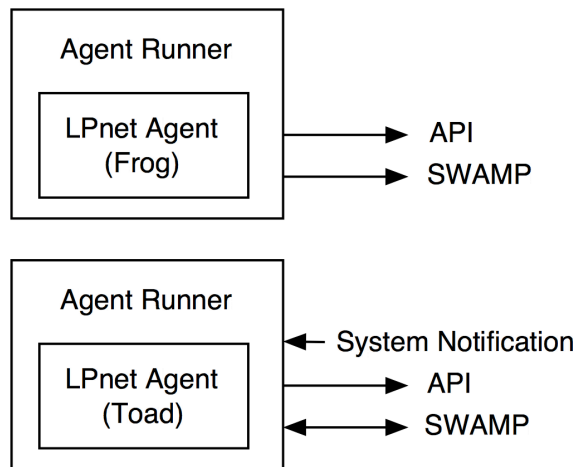 Agent Runner
LPnet Agent
(Frog)
API
SWAMP
Agent Runner
System Notification
LPnet Agent
(Toad)
API
SWAMP